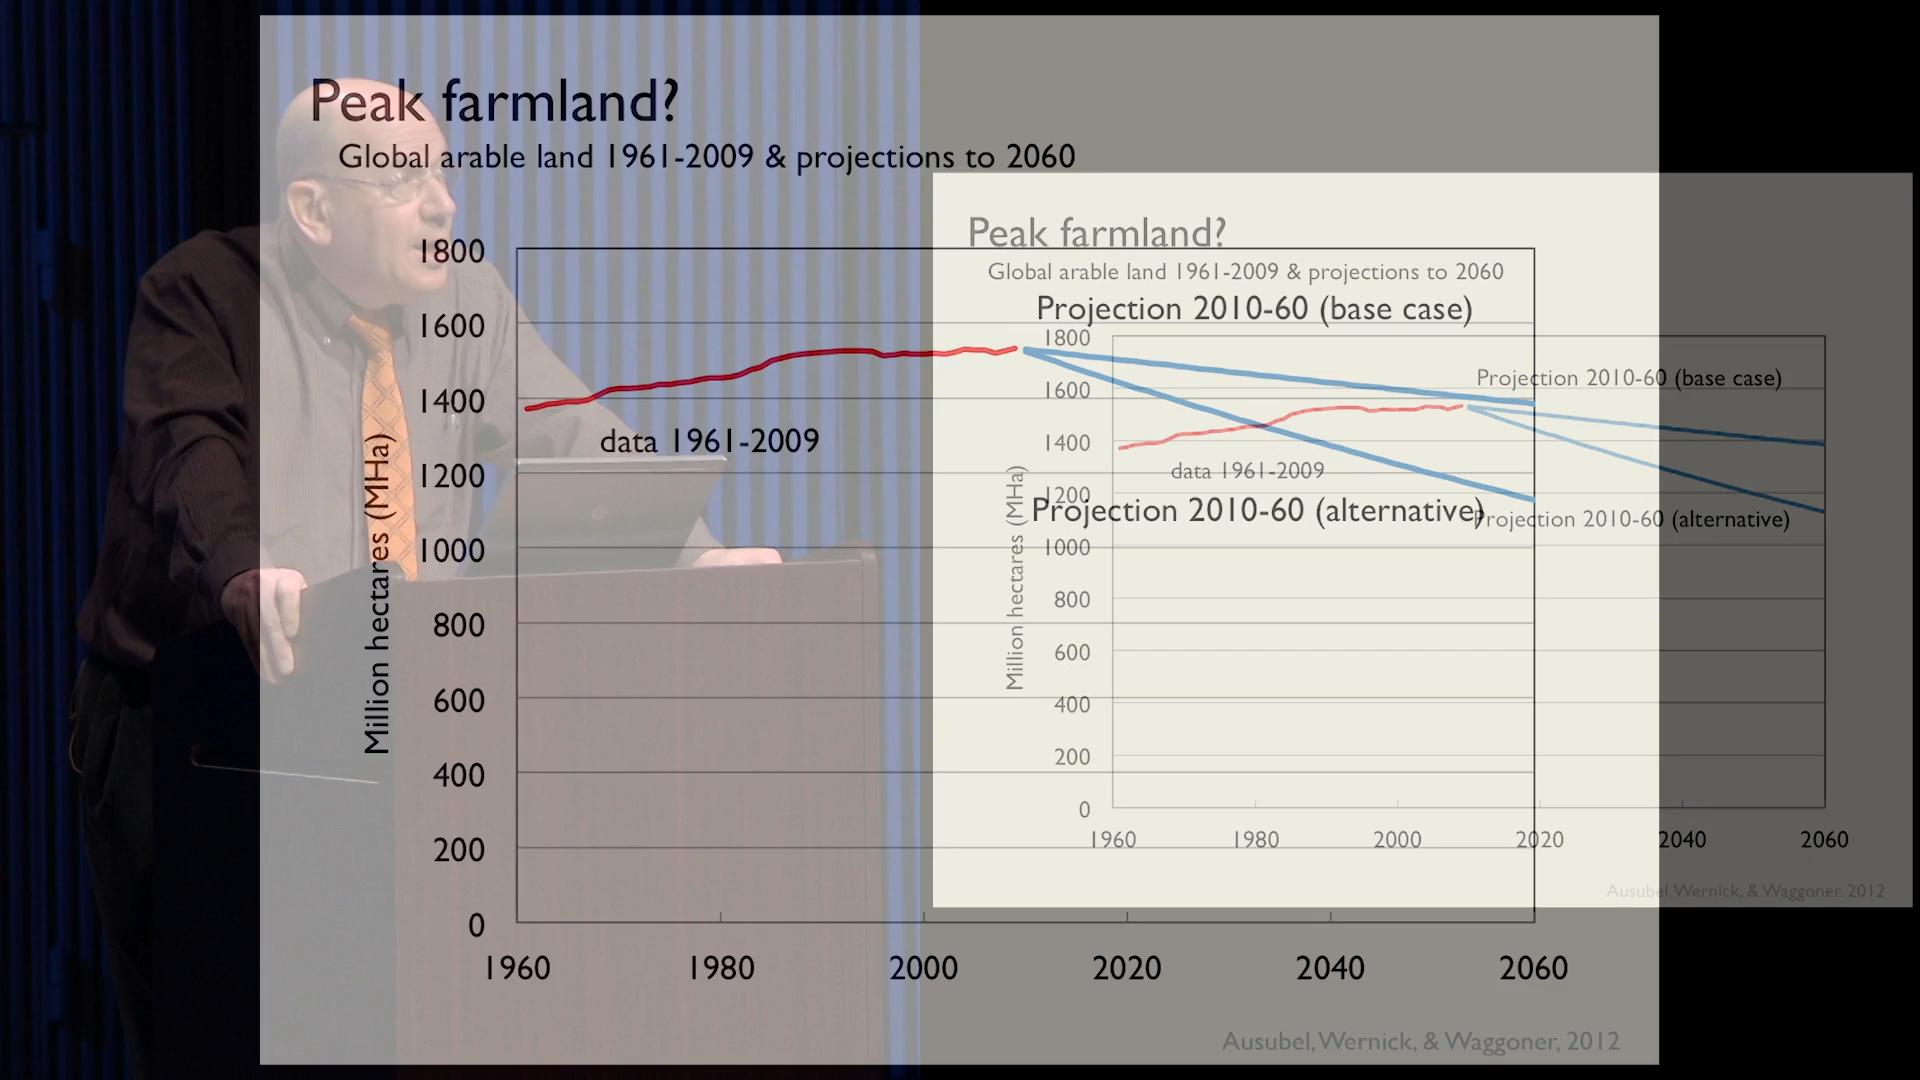 Peak farmland?
Global arable land 1961-2009 & projections to 2060
1800
1600
1400
1200
1000
800
600
400
200
0
Million hectares (MHa)
data 1961-2009
Projection 2010-60 (base case)
Projection 2010-60 (alternative)
1960 1980 2000 2020 2040 2060
Ausubel, Wernick, & Waggoner, 2012
Peak farmland?
Global arable land 1961-2009 & projections to 2060
1800
1600
1400
1200
1000
800
600
400
200
0
Million hectares (MHa)
data 1961-2009
Projection 2010-60 (base case)
Projection 2010-60 (alternative)
1960 1980 2000 2020 2040 2060
Ausubel, Wernick, & Waggoner, 2012